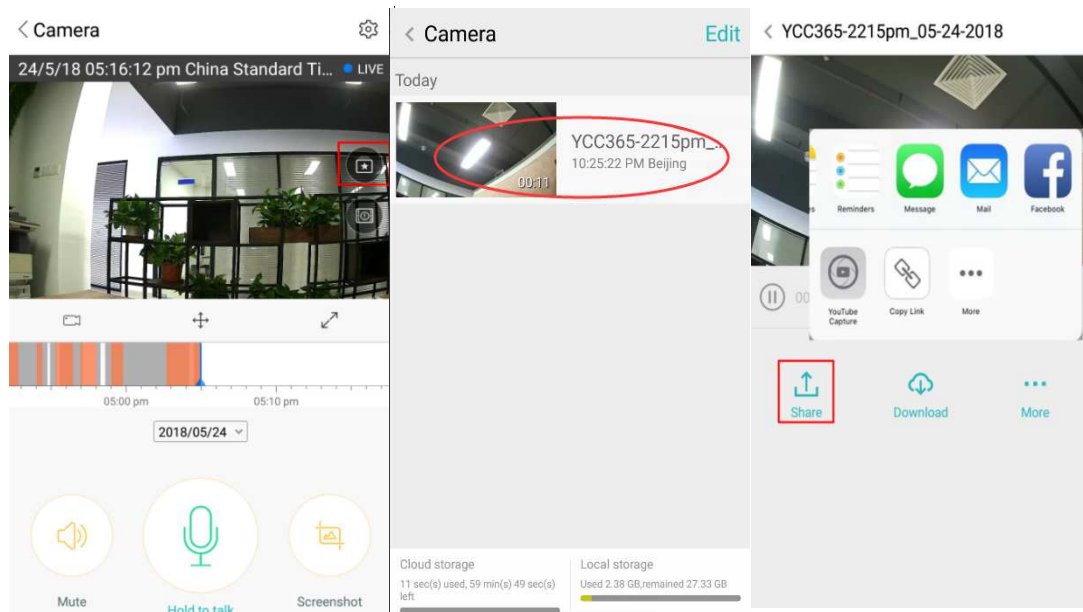 Camera
24/5/18 05:16:12 pm China Standard Ti... LIVE
05:00 pm
05:10 pm
2018/05/24
Mute
Hold to talk
Screenshot
Camera
Edit
Today
00:11
YCC365-2215pm_...
10:25:22 PM Beijing
Cloud storage
11 sec(s) used, 59 min(s) 49 sec(s)
left
Local storage
Used 2.38 GB,remained 27.33 GB
YCC365-2215pm_05-24-2018
Reminders
Message
Mail
Facebook
00
YouTube
Capture
Copy Link
More
Share
Download
More